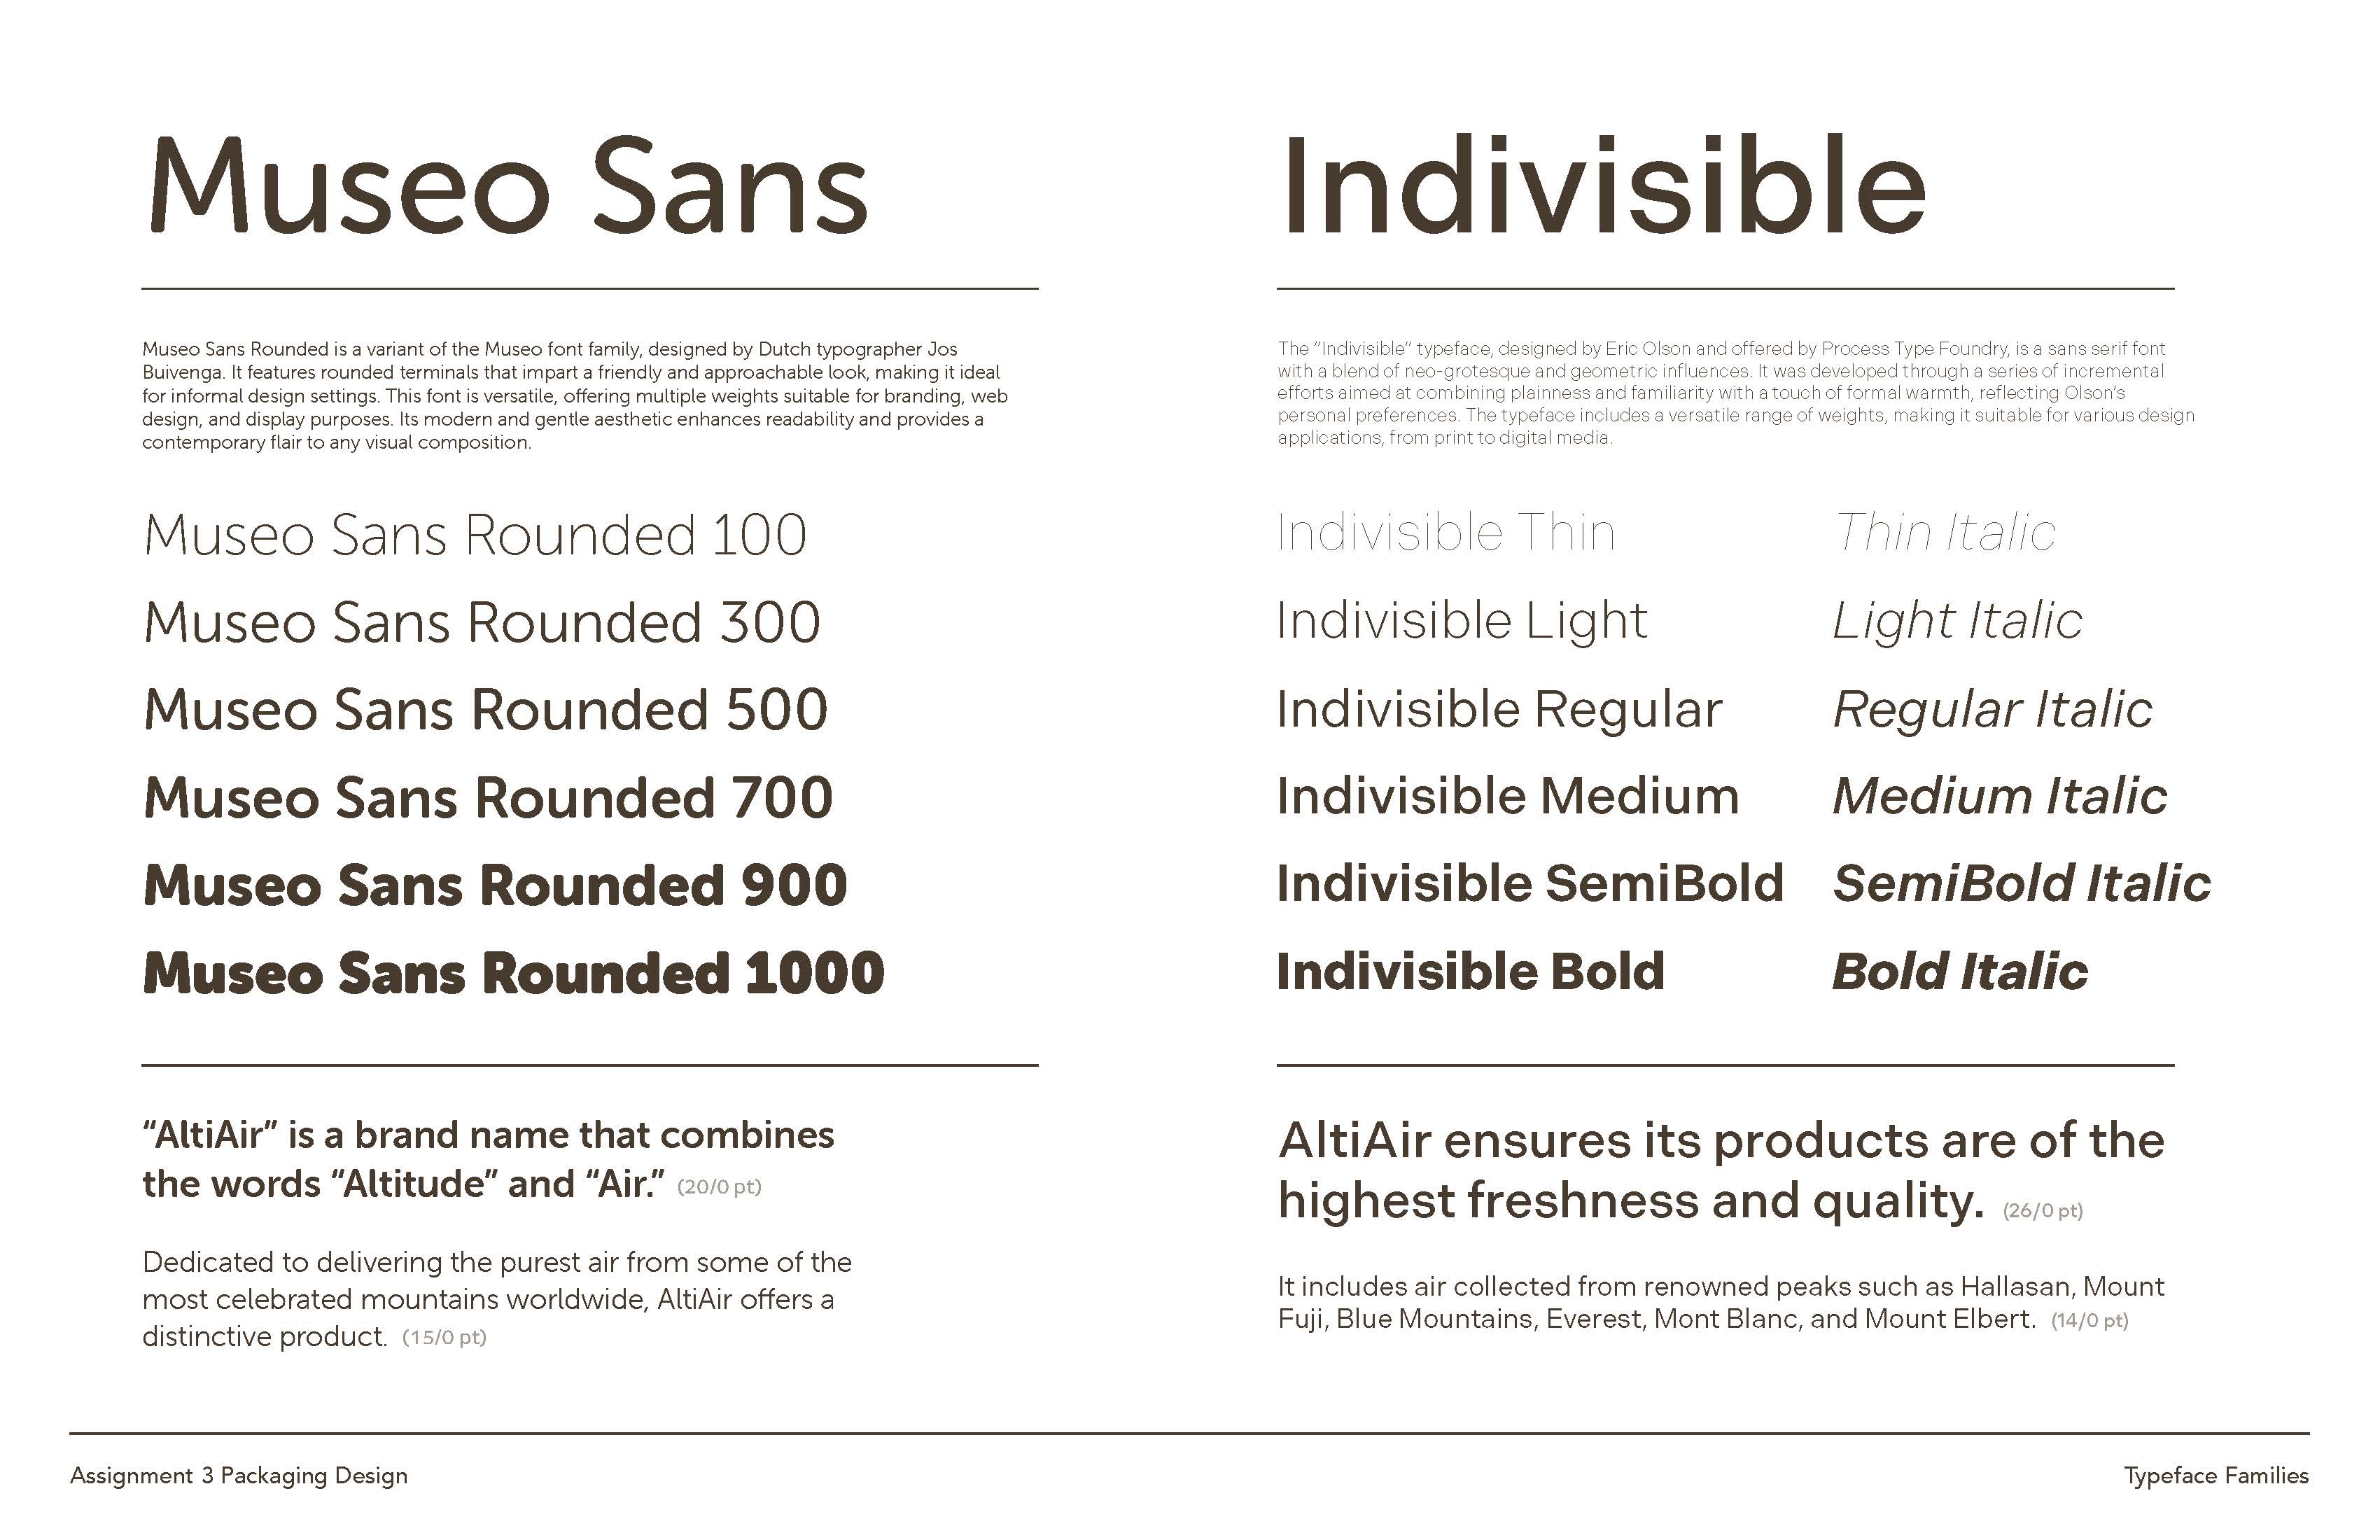 Museo Sans
Museo Sans Rounded is a variant of the Museo font family, designed by Dutch typographer Jos
Buivenga. It features rounded terminals that impart a friendly and approachable look, making it ideal
for informal design settings. This font is versatile, offering multiple weights suitable for branding, web
design, and display purposes. Its modern and gentle aesthetic enhances readability and provides a
contemporary flair to any visual composition.
Museo Sans Rounded 100
Museo Sans Rounded 300
Museo Sans Rounded 500
Museo Sans Rounded 700
Museo Sans Rounded 900
Museo Sans Rounded 1000
“AltiAir” is a brand name that combines
the words “Altitude” and “Air.” (20/0 pt)
Dedicated to delivering the purest air from some of the
most celebrated mountains worldwide, AltiAir offers a
distinctive product. (15/0 pt)
Indivisible
The “Indivisible” typeface, designed by Eric Olson and offered by Process Type Foundry, is a sans serif font
with a blend of neo-grotesque and geometric influences. It was developed through a series of incremental
efforts aimed at combining plainness and familiarity with a touch of formal warmth, reflecting Olson’s
personal preferences. The typeface includes a versatile range of weights, making it suitable for various design
applications, from print to digital media.
Indivisible Thin Thin Italic
Indivisible Light Light Italic
Indivisible Regular Regular Italic
Indivisible Medium Medium Italic
Indivisible SemiBold SemiBold Italic
Indivisible Bold Bold Italic
AltiAir ensures its products are of the
highest freshness and quality. (26/0 pt)
It includes air collected from renowned peaks such as Hallasan, Mount
Fuji, Blue Mountains, Everest, Mont Blanc, and Mount Elbert. (14/0 pt)
Assignment 3 Packaging Design
Typeface Families